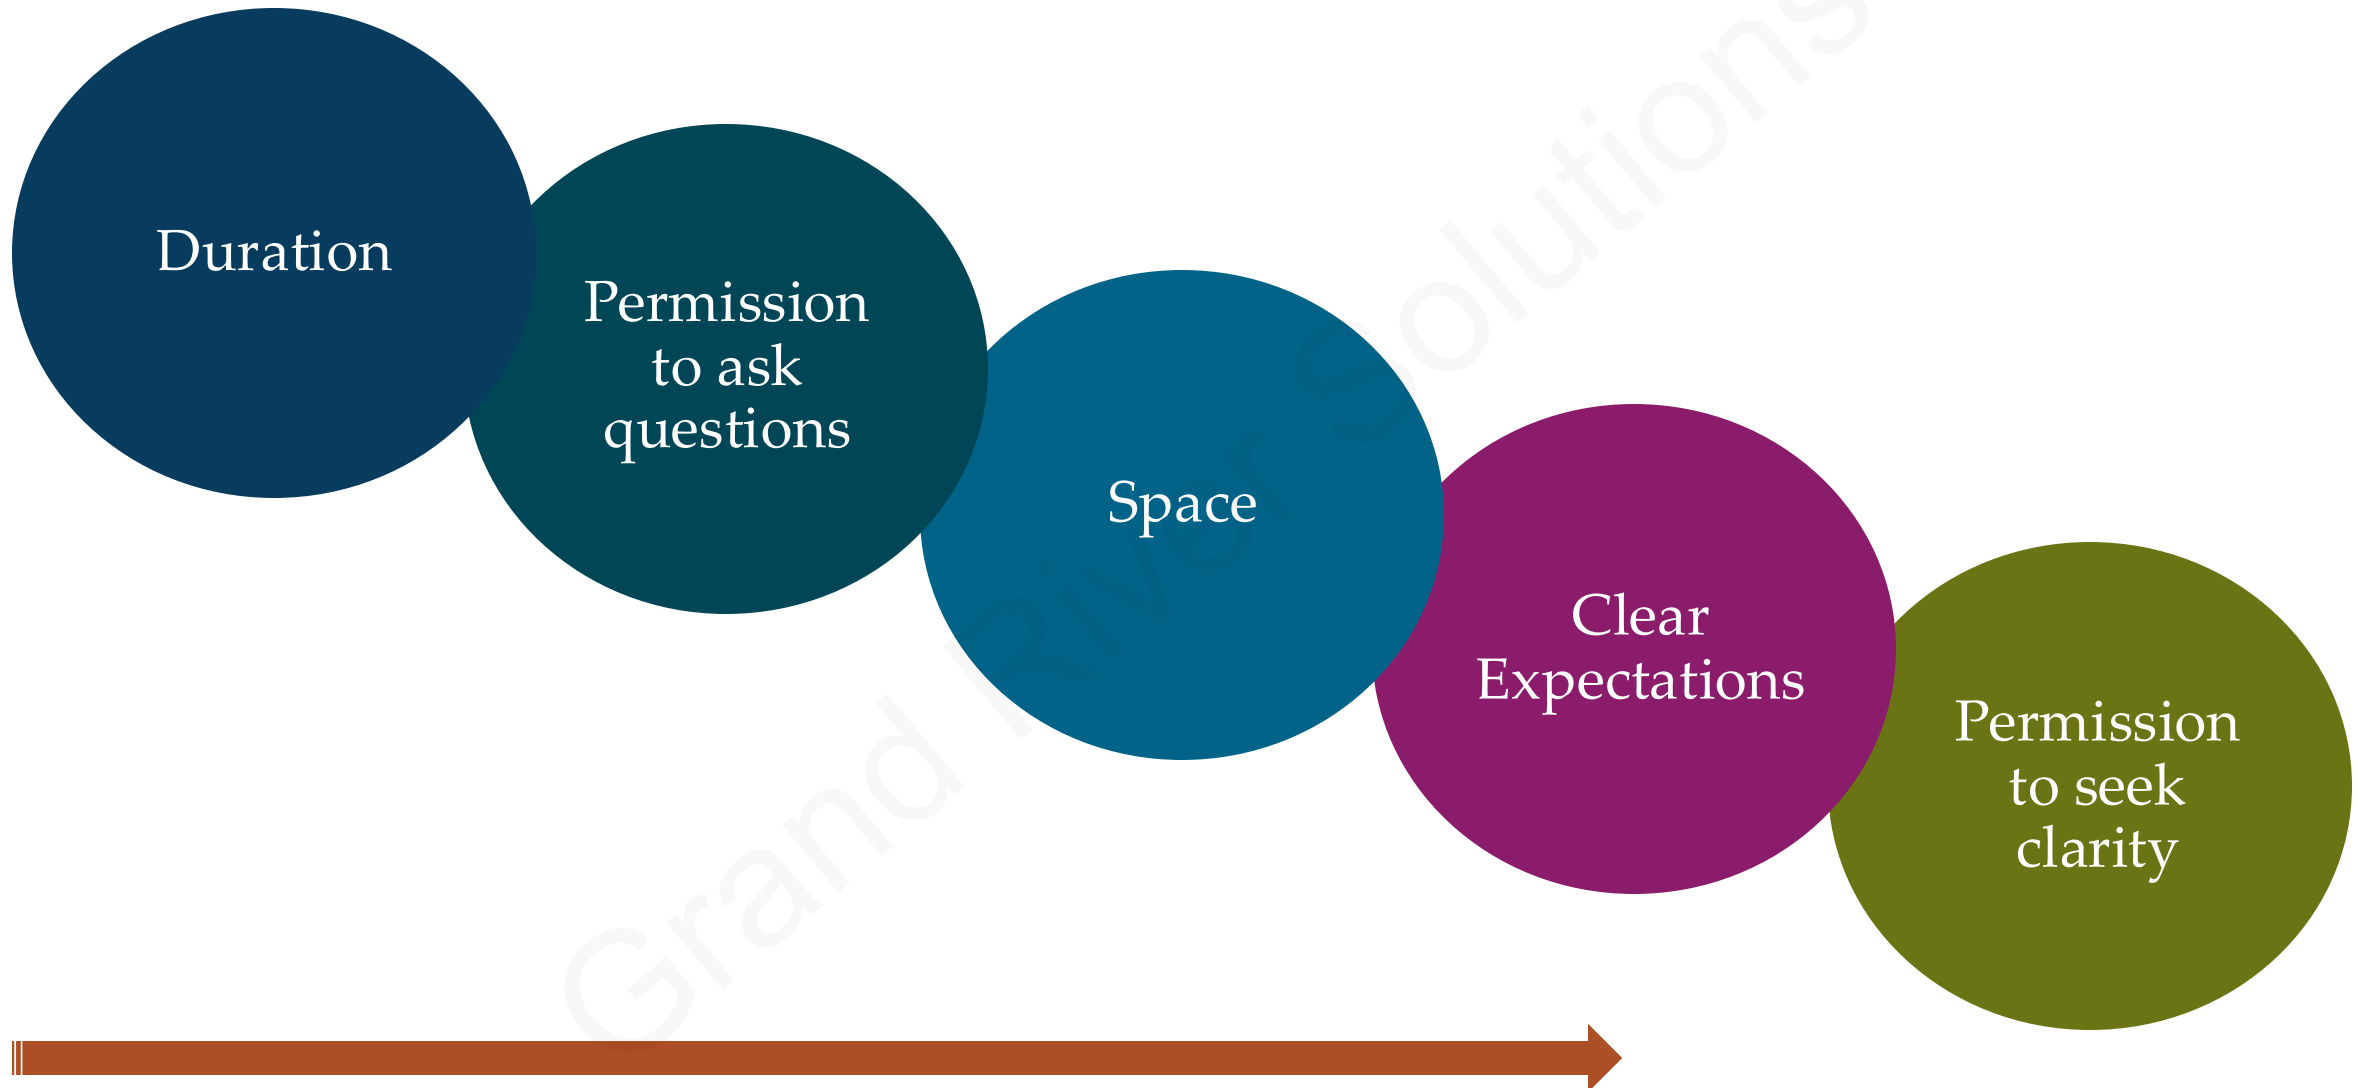 Duration
Permission
to ask
questions
Space
Clear
Expectations
Permission
to seek
clarity
Grand River Solutions